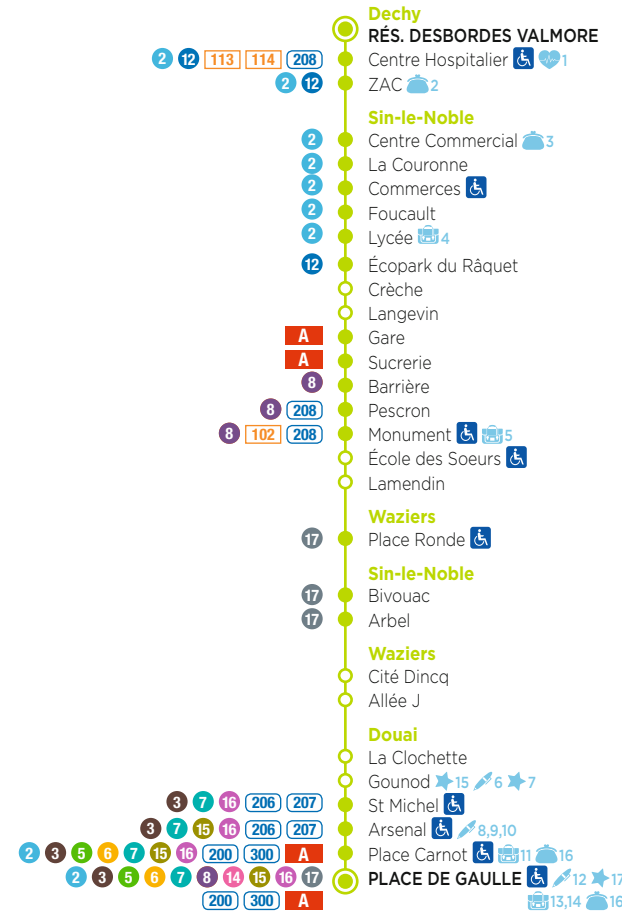 Dechy
RÉS. DESBORDES VALMORE
2 12 113 114 208 Centre Hospitalier 1
2 12 ZAC 2
Sin-le-Noble
2 Centre Commercial 3
2 La Couronne
2 Commerces
2 Foucault
2 Lycée 4
12 Écopark du Râquet
Crèche
Langevin
A Gare
A Sucrerie
8 Barrière
8 208 Pescron
8 102 208 Monument 5
École des Soeurs
Lamendin
Waziers
17 Place Ronde
Sin-le-Noble
17 Bivouac
17 Arbel
Waziers
Cité Dincq
Allée J
Douai
La Clochette
Gounod 15 6 7
3 7 16 206 207 St Michel
3 7 15 16 206 207 Arsenal 8,9,10
2 3 5 6 7 15 16 200 300 A Place Carnot 11 16
2 3 5 6 7 8 14 15 16 17 PLACE DE GAULLE 12 17
200 300 A 13,14 16